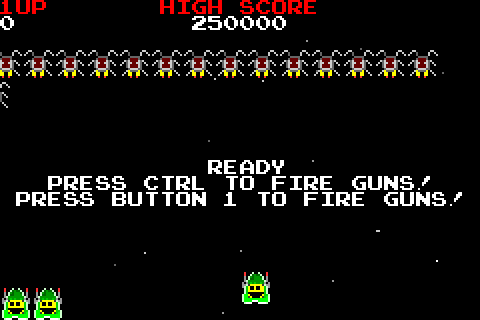 1UP HIGH SCORE
0 250000
READY
PRESS CTRL TO FIRE GUNS!
PRESS BUTTON 1 TO FIRE GUNS!